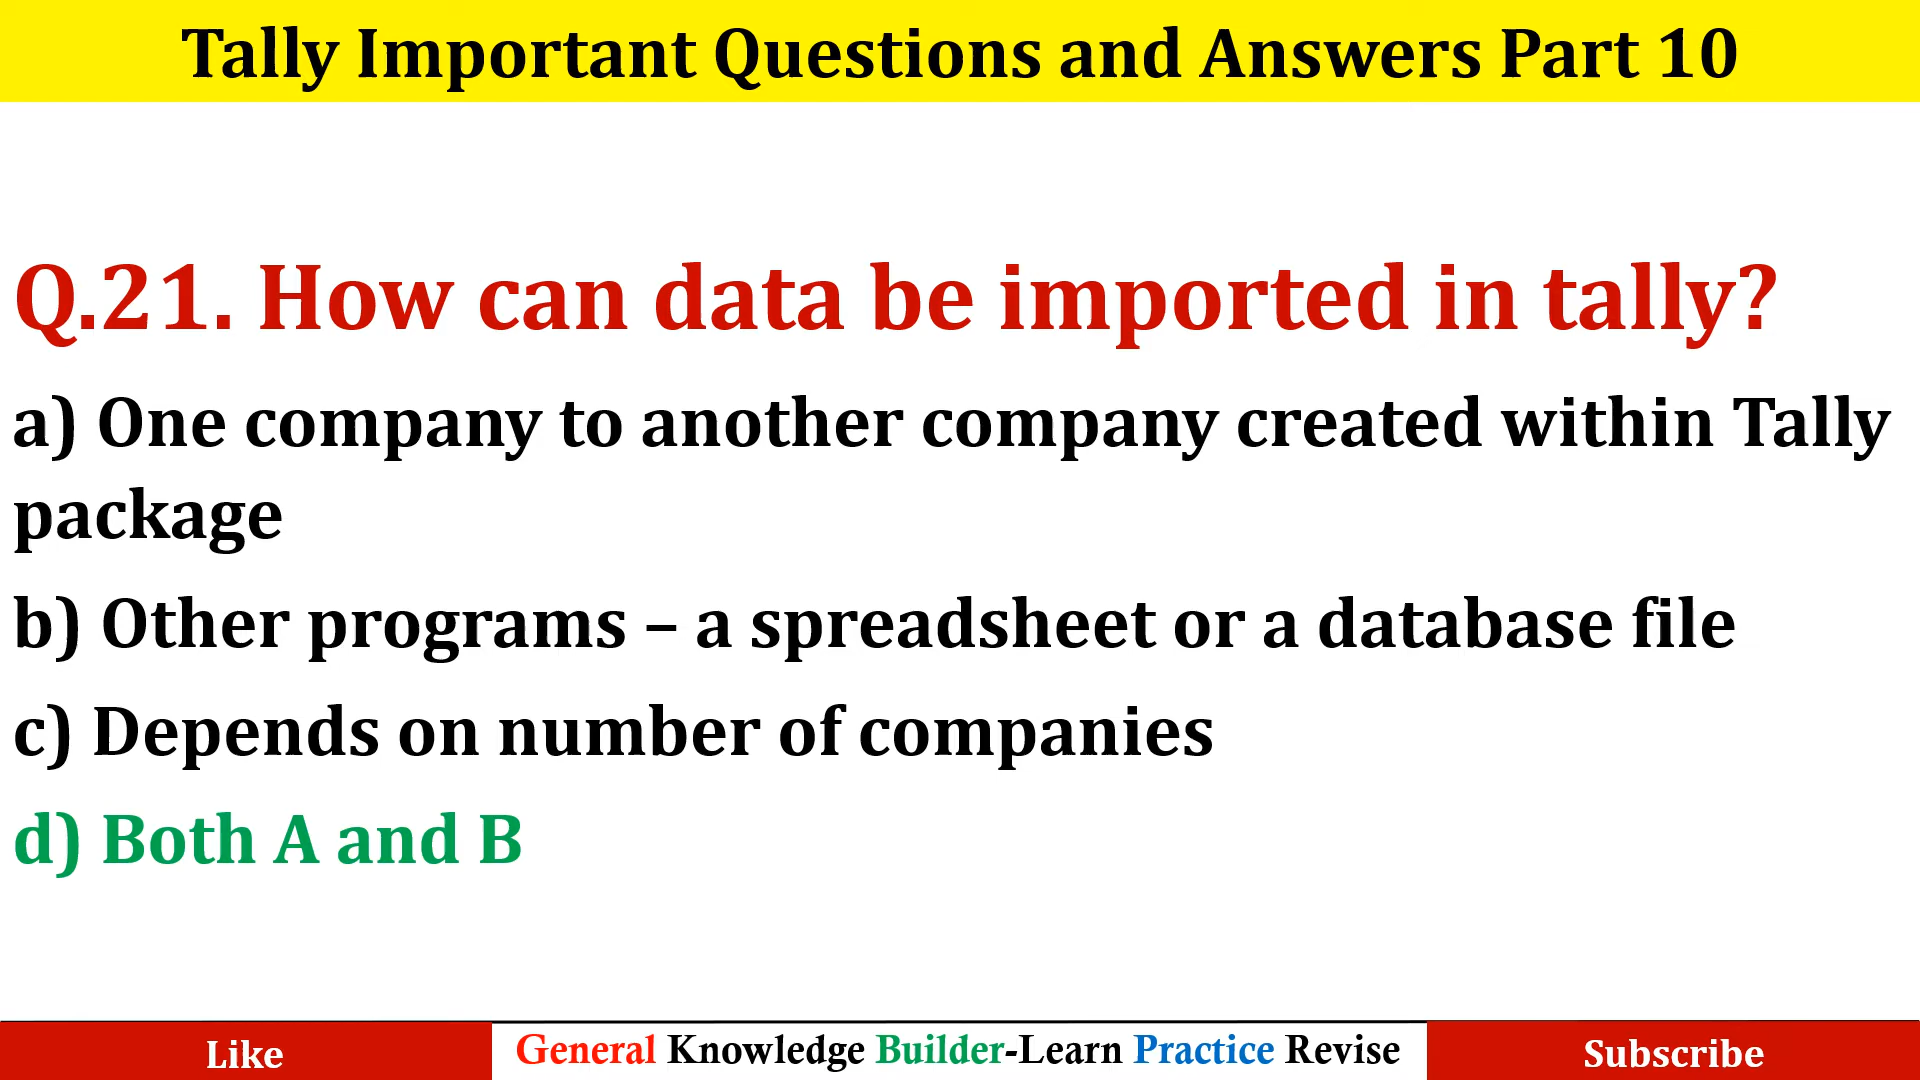 Tally Important Questions and Answers Part 10
Q.21. How can data be imported in tally?
a) One company to another company created within Tally
package
b) Other programs – a spreadsheet or a database file
c) Depends on number of companies
d) Both A and B
Like
General Knowledge Builder-Learn Practice Revise
Subscribe